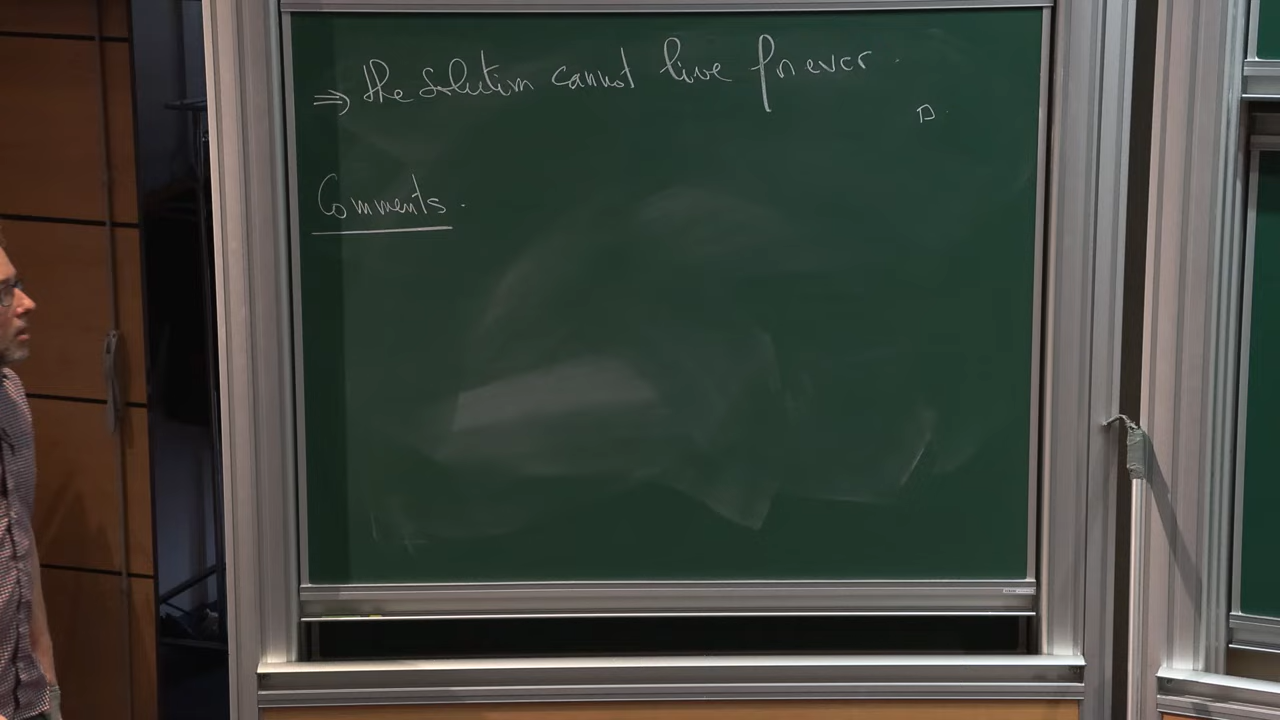 ⇒ the solution cannot live forever.
□.
Comments.